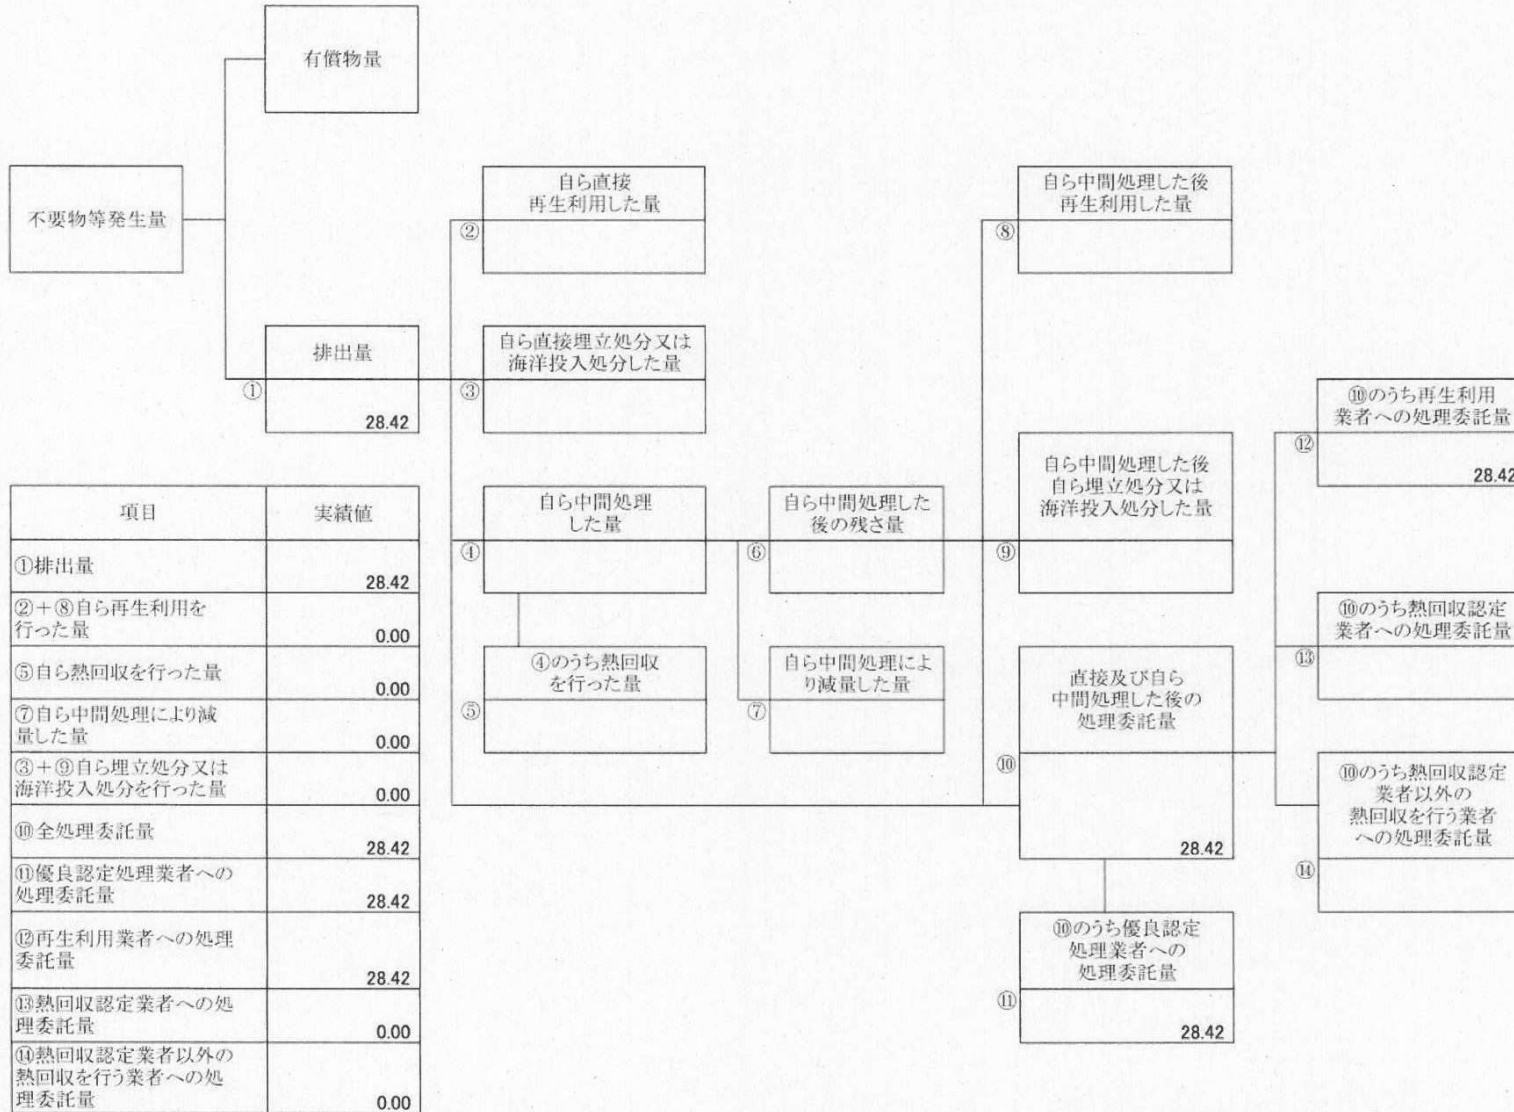 有償物量
不要物等発生量
自ら直接
再生利用した量
②
自ら中間処理した後
再生利用した量
⑧
排出量
①
28.42
自ら直接埋立処分又は
海洋投入処分した量
③
⑩のうち再生利用
業者への処理委託量
⑫
28.42
自ら中間処理
した量
④
自ら中間処理した
後の残さ量
⑥
自ら中間処理した後
自ら埋立処分又は
海洋投入処分した量
⑨
⑩のうち熱回収認定
業者への処理委託量
⑬
④のうち熱回収
を行った量
⑤
自ら中間処理によ
り減量した量
⑦
直接及び自ら
中間処理した後の
処理委託量
⑩
28.42
⑩のうち熱回収認定
業者以外の
熱回収を行う業者
への処理委託量
⑭
⑩のうち優良認定
処理業者への
処理委託量
⑪
28.42
項目 実績値
①排出量 28.42
②+⑧自ら再生利用を
行った量 0.00
⑤自ら熱回収を行った量 0.00
⑦自ら中間処理により減
量した量 0.00
③+⑨自ら埋立処分又は
海洋投入処分を行った量 0.00
⑩全処理委託量 28.42
⑪優良認定処理業者への
処理委託量 28.42
⑫再生利用業者への処理
委託量 28.42
⑬熱回収認定業者への処
理委託量 0.00
⑭熱回収認定業者以外の
熱回収を行う業者への処
理委託量 0.00